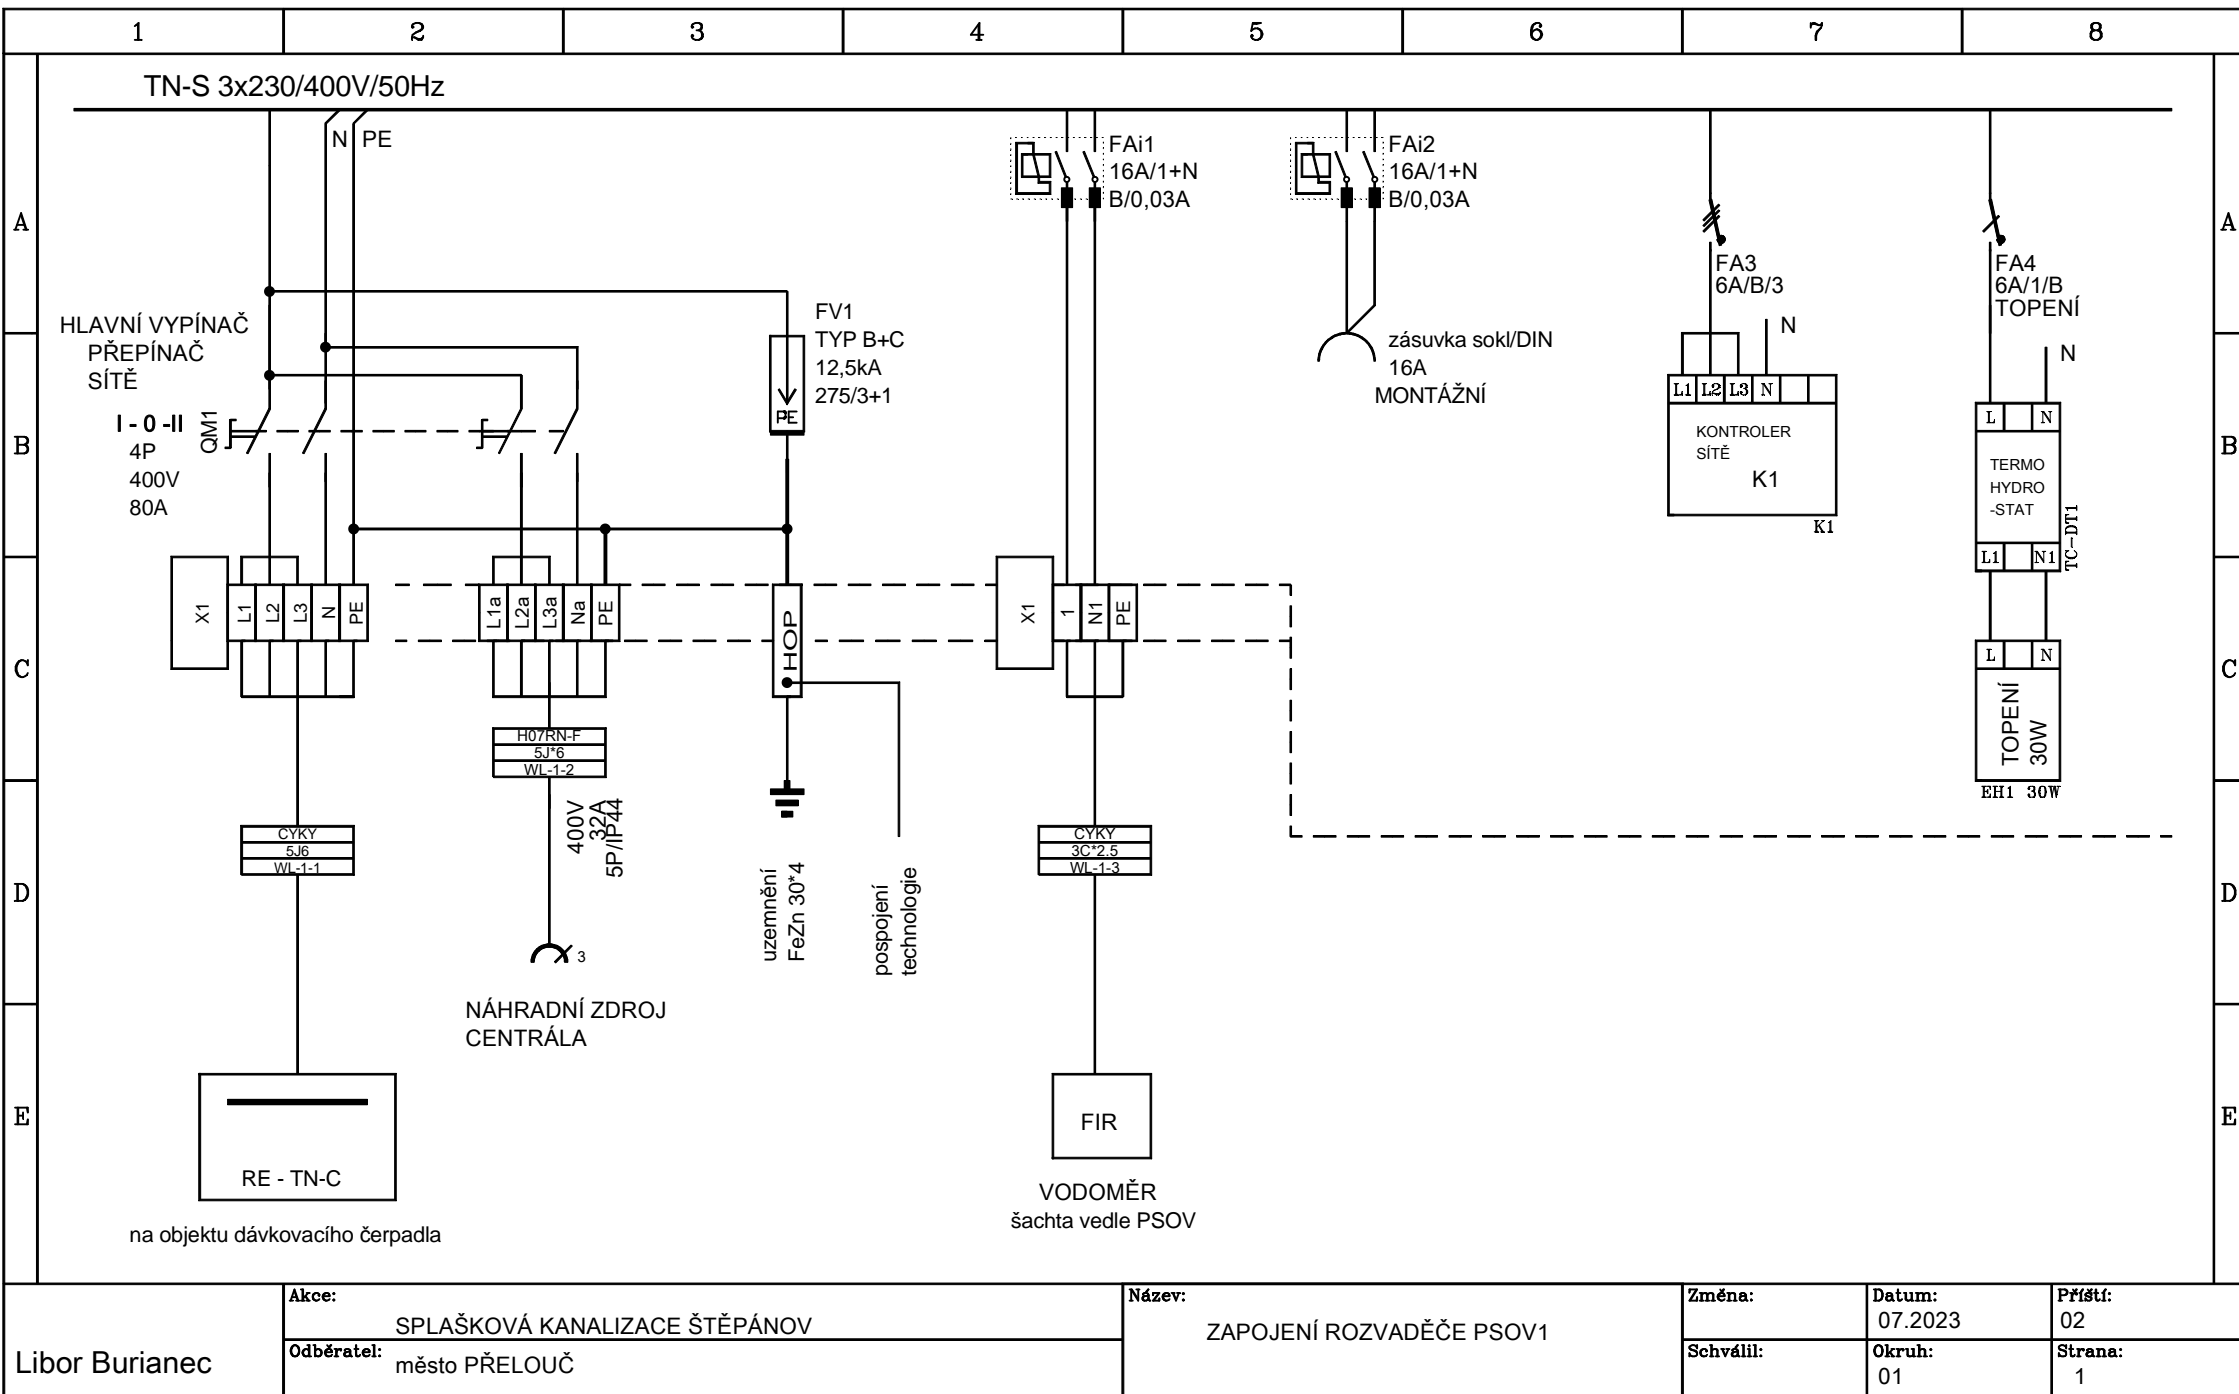 1 2 3 4 5 6 7 8
TN-S 3x230/400V/50Hz
N PE
FAi1
16A/1+N
B/0,03A
FAi2
16A/1+N
B/0,03A
A
A
FA3
6A/B/3
FA4
6A/1/B
TOPENÍ
HLAVNÍ VYPÍNAČ
PŘEPÍNAČ
SÍTĚ
I - 0 -II
4P
400V
80A
QM1
FV1
TYP B+C
12,5kA
275/3+1
PE
zásuvka sokl/DIN
16A
MONTÁŽNÍ
N
L1 L2 L3 N
KONTROLER
SÍTĚ
K1
K1
N
L N
TERMO
HYDRO
-STAT
L1 N1
TC-DT1
B
B
X1 L1 L2 L3 N PE
L1a L2a L3a Na PE
HOP
X1 1 N1 PE
C
C
L N
TOPENÍ
30W
EH1 30W
H07RN-F
5J*6
WL-1-2
400V
32A
5P/IP44
CYKY
5J6
WL-1-1
CYKY
3C*2.5
WL-1-3
uzemnění
FeZn 30*4
pospojení
technologie
D
D
3
NÁHRADNÍ ZDROJ
CENTRÁLA
E
E
RE - TN-C
na objektu dávkovacího čerpadla
FIR
VODOMĚR
šachta vedle PSOV
Libor Burianec
Akce:
SPLAŠKOVÁ KANALIZACE ŠTĚPÁNOV
Odběratel:
město PŘELOUČ
Název:
ZAPOJENÍ ROZVADĚČE PSOV1
Změna:
Datum:
07.2023
Příští:
02
Schválil:
Okruh:
01
Strana:
1